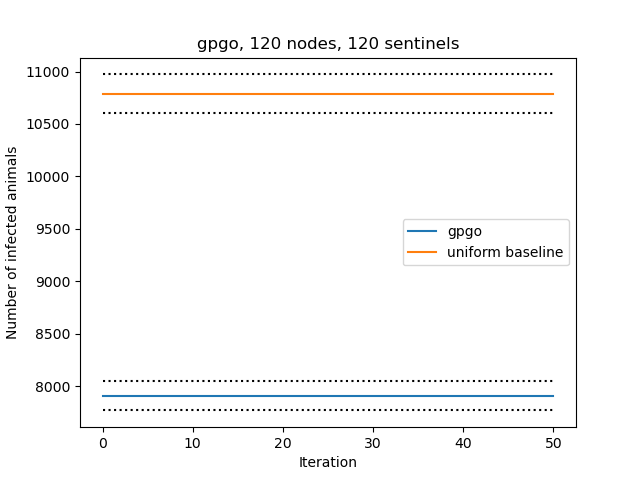 gpgo, 120 nodes, 120 sentinels
11000
10500
10000
9500
9000
8500
8000
Number of infected animals
gpgo
uniform baseline
0
10
20
30
40
50
Iteration